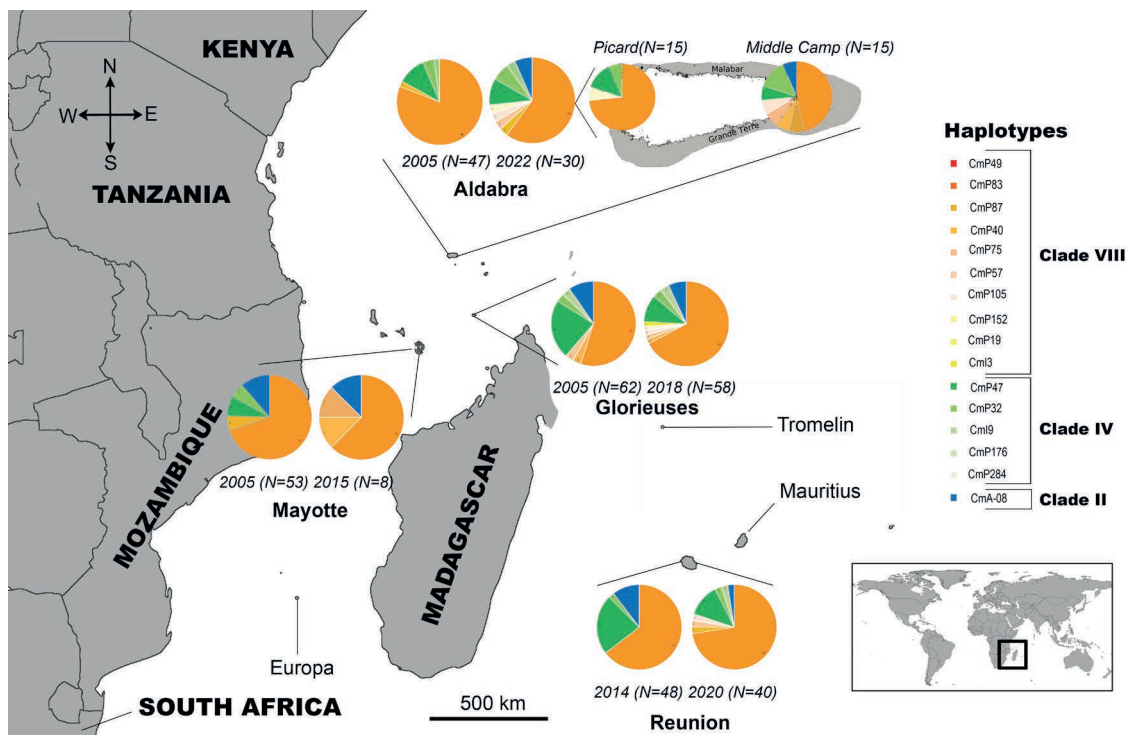 KENYA
N
W
E
S
TANZANIA
Picard(N=15)
Middle Camp (N=15)
Malabar
Grande Terre
2005 (N=47)
2022 (N=30)
Aldabra
Haplotypes
CmP49
CmP83
CmP87
CmP40
CmP75
CmP57
CmP105
CmP152
CmP19
CmI3
Clade VIII
CmP47
CmP32
CmI9
CmP176
CmP284
Clade IV
CmA-08
Clade II
2005 (N=62)
2018 (N=58)
Glorieuses
Tromelin
MOZAMBIQUE
2005 (N=53)
2015 (N=8)
Mayotte
MADAGASCAR
Mauritius
Europa
SOUTH AFRICA
500 km
2014 (N=48)
2020 (N=40)
Reunion